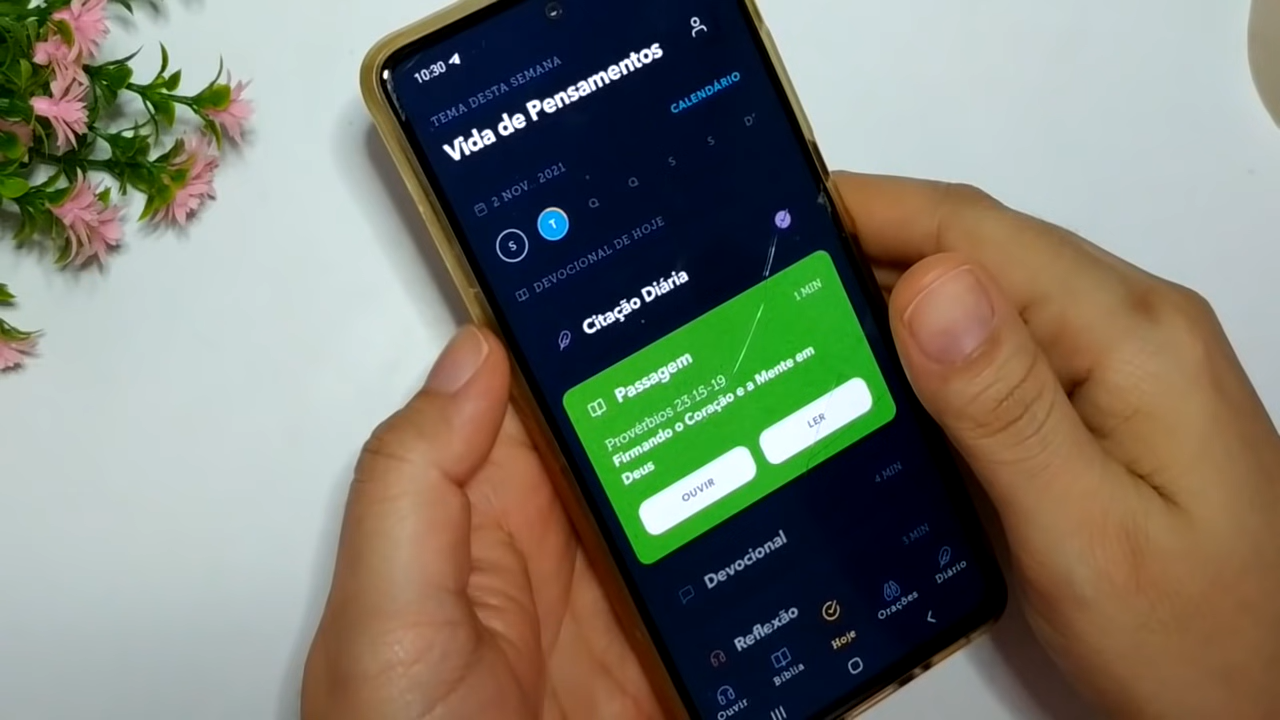 10:30
TEMA DESTA SEMANA
Vida de Pensamentos
CALENDÁRIO
2 NOV. 2021
S T Q Q S S D
DEVOCIONAL DE HOJE
Citação Diária
Passagem 1 MIN
Provérbios 23:15-19
Firmando o Coração e a Mente em
Deus
OUVIR LER
Devocional 4 MIN
Reflexão 5 MIN
Ouvir Bíblia Hoje Orações Diário